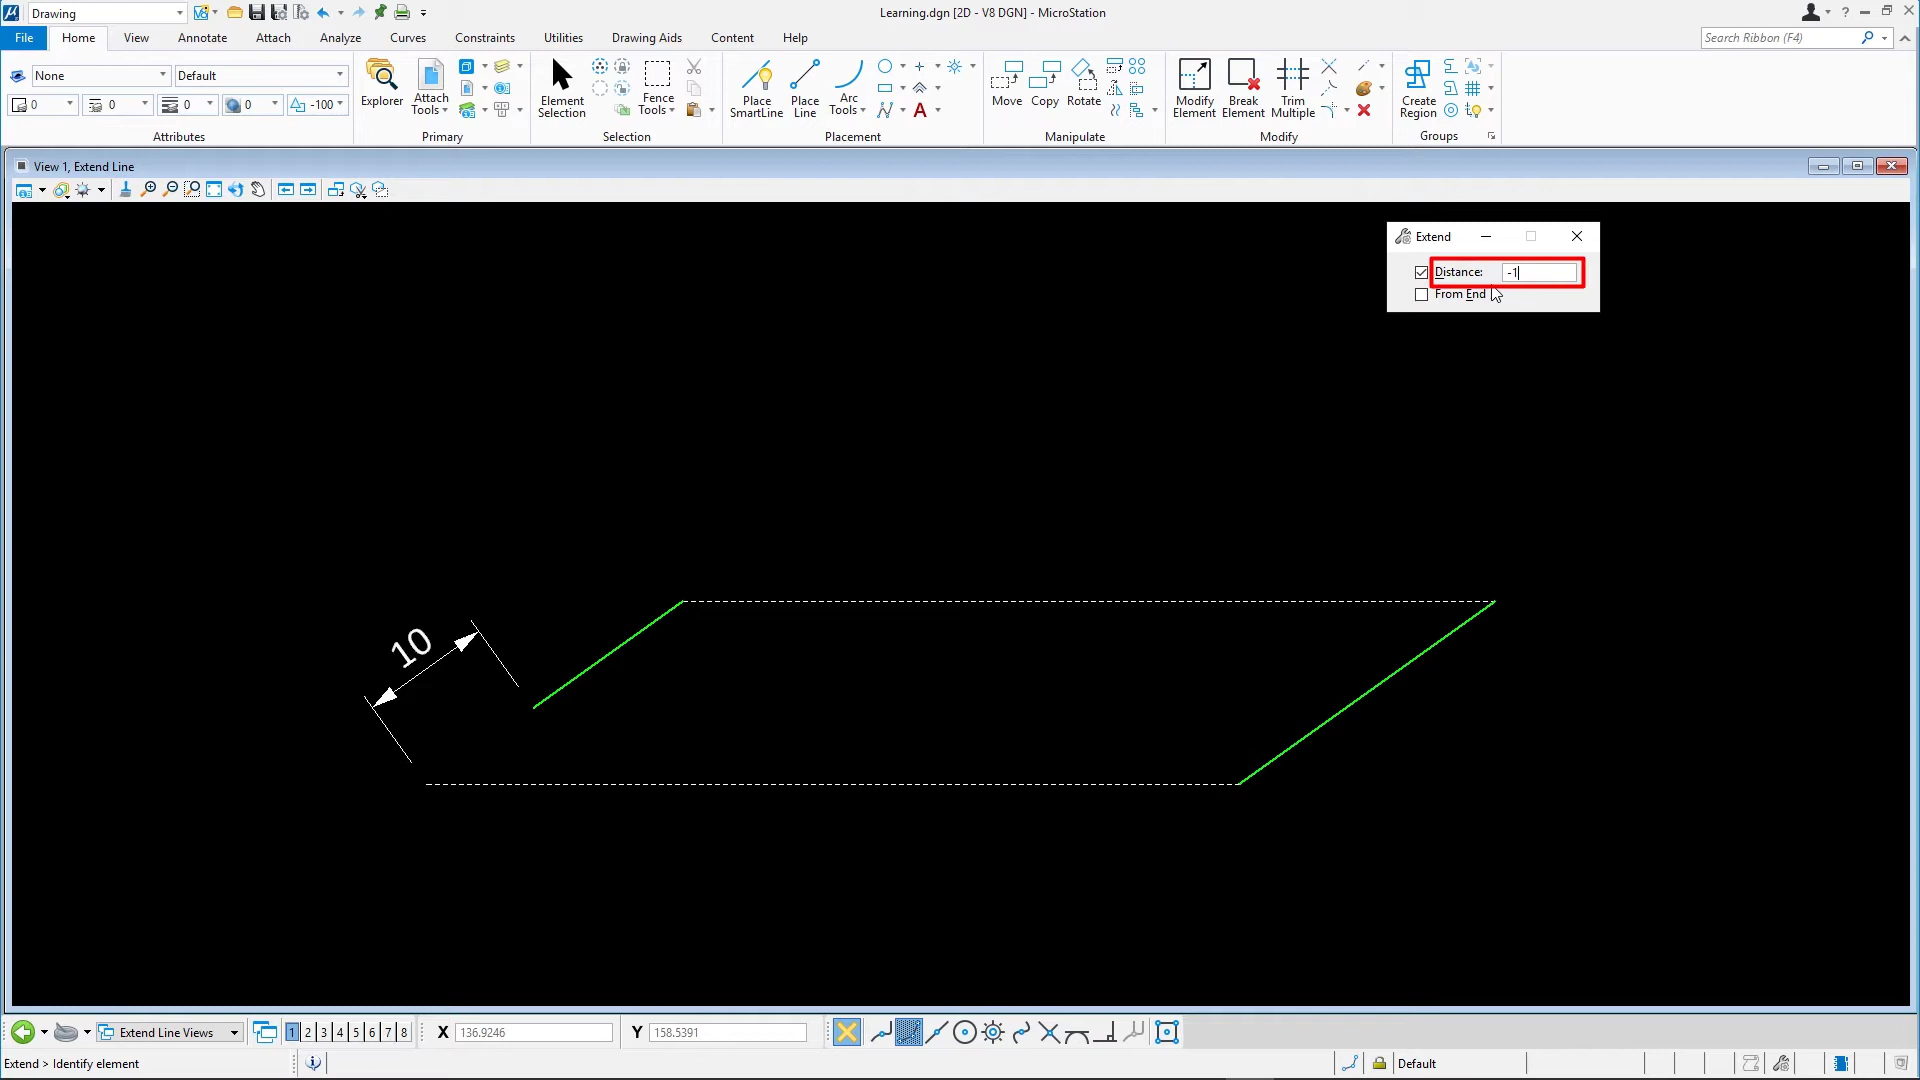 Drawing
Learning.dgn [2D - V8 DGN] - MicroStation
File Home View Annotate Attach Analyze Curves Constraints Utilities Drawing Aids Content Help
Search Ribbon (F4)
None Default
0 0 0 0 -100
Attributes
Explorer Attach Tools
Primary
Element Selection Fence Tools
Selection
Place SmartLine Place Line Arc Tools
Placement
Move Copy Rotate
Manipulate
Modify Element Break Element Trim Multiple
Modify
Create Region
Groups
View 1, Extend Line
Extend
Distance: -1
From End
10
Extend Line Views 1 2 3 4 5 6 7 8 X 136.9246 Y 158.5391
Extend > Identify element
Default